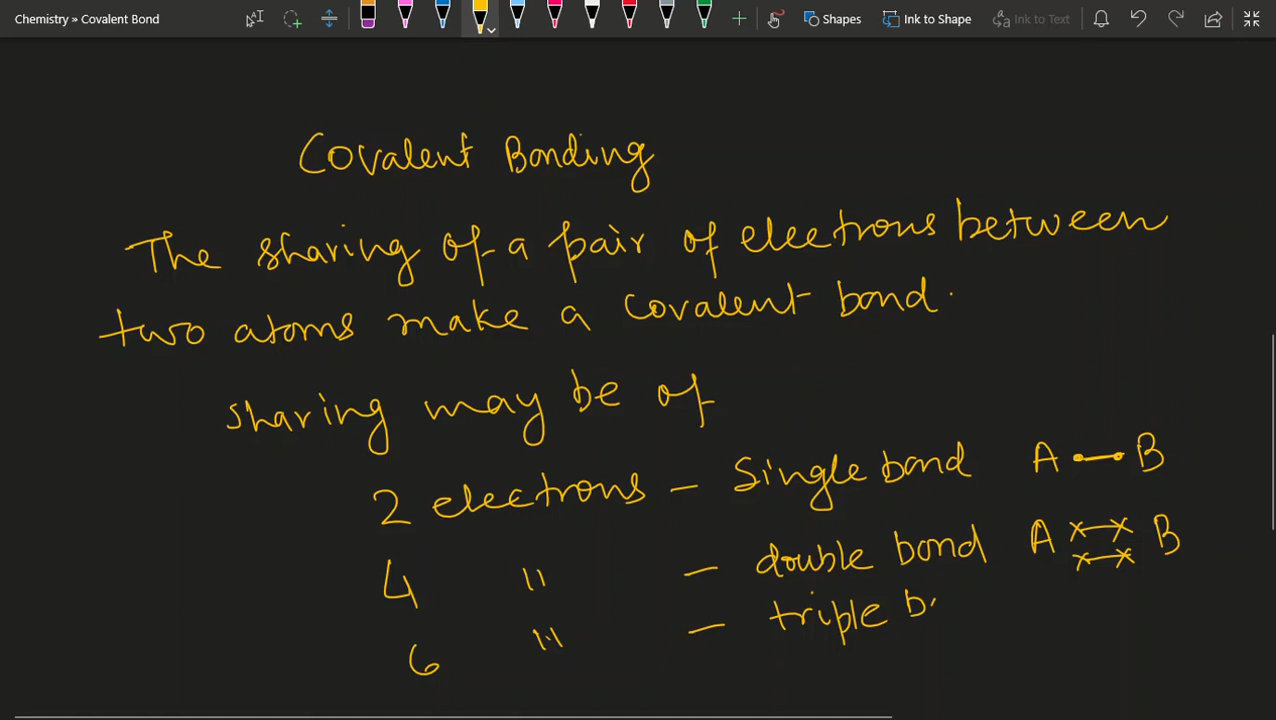 Chemistry » Covalent Bond
Shapes
Ink to Shape
Ink to Text
Covalent Bonding
The sharing of a pair of electrons between
two atoms make a covalent bond.
sharing may be of
2 electrons - Single bond A B
4 " - double bond A B
6 " - triple b